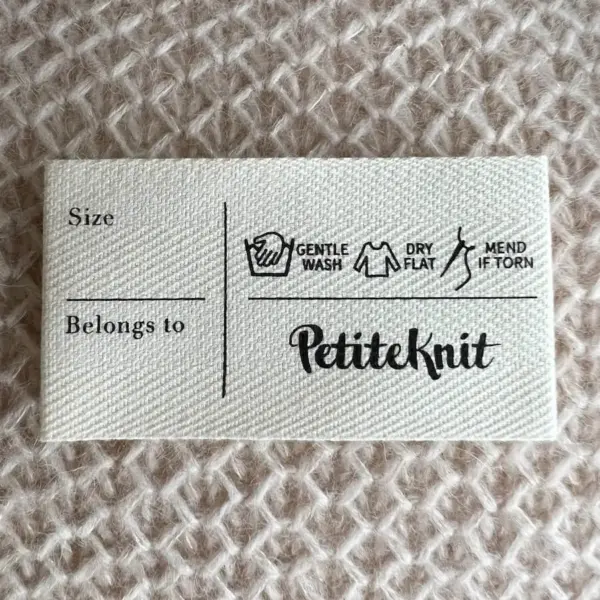 Size
GENTLE WASH
DRY FLAT
MEND IF TORN
Belongs to
PetiteKnit